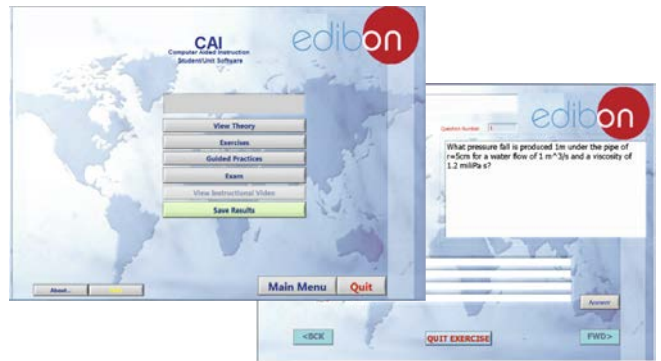 CAI
Computer Aided Instruction
Student/Unit Software
edibon
View Theory
Exercises
Guided Practices
Exam
View Instructional Video
Save Results
About...
Main Menu
Quit
edibon
Question Number 1
What pressure fall is produced 1m under the pipe of
r=5cm for a water flow of 1 m^3/s and a viscosity of
1.2 miliPa s?
Answer
<BCK
QUIT EXERCISE
FWD>